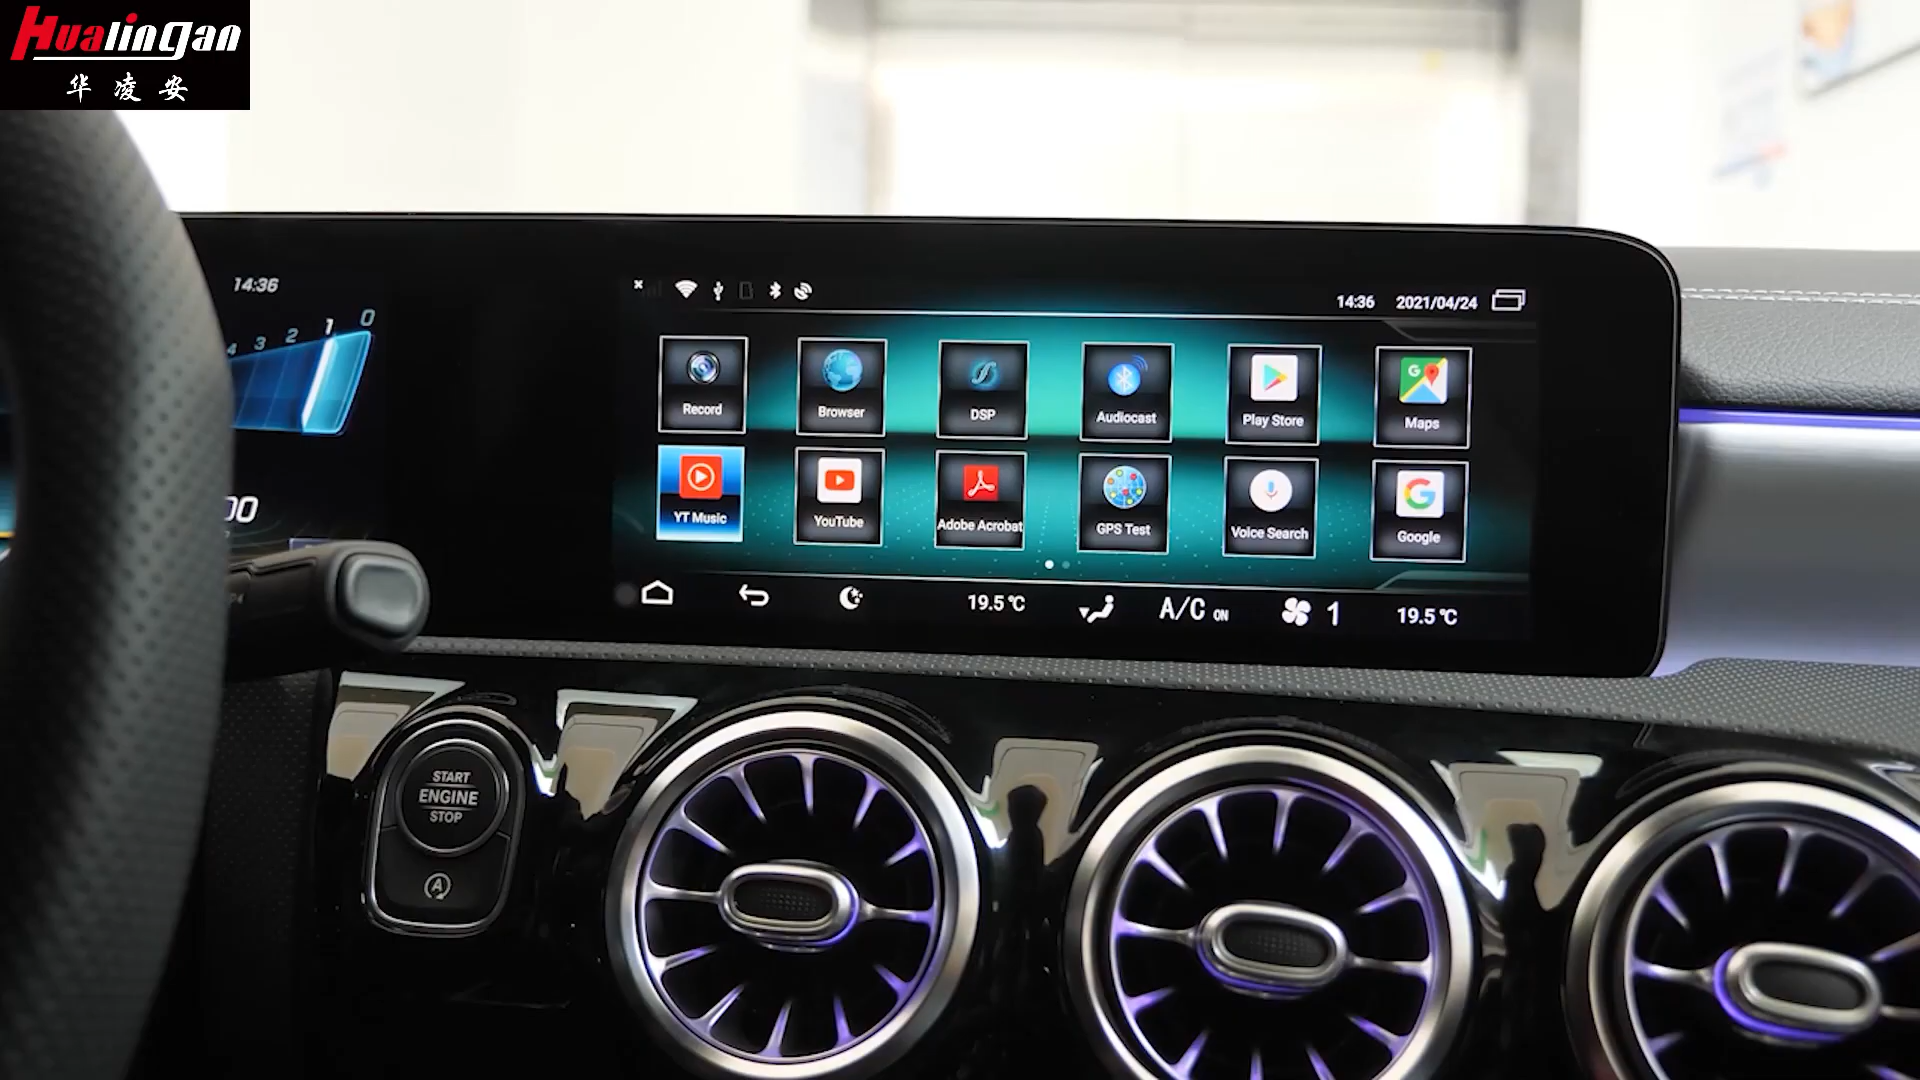 Hualingan
华凌安
14:36
14:36 2021/04/24
0
1
2
3
4
Record Browser DSP Audiocast Play Store Maps
YT Music YouTube Adobe Acrobat GPS Test Voice Search Google
00
19.5°C A/C ON 1 19.5°C
START
ENGINE
STOP
A